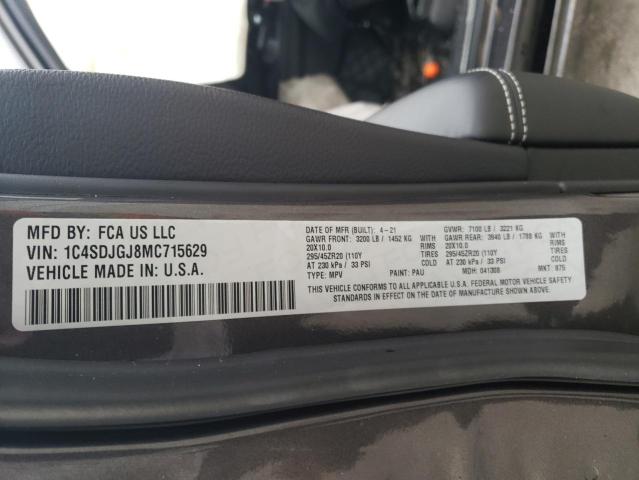 MFD BY: FCA US LLC
VIN: 1C4SDJGJ8MC715629
VEHICLE MADE IN: U.S.A.
DATE OF MFR (BUILT): 4-21 GVWR: 7100 LB / 3221 KG
GAWR FRONT: 3200 LB / 1452 KG WITH GAWR REAR: 3940 LB / 1788 KG WITH
20X10.0 RIMS 20X10.0 RIMS
295/45ZR20 (110Y TIRES 295/45ZR20 (110Y TIRES
AT 230 kPa / 33 PSI COLD AT 230 kPa / 33 PSI COLD
TYPE: MPV PAINT: PAU MDH: 041308 MKT: 875
THIS VEHICLE CONFORMS TO ALL APPLICABLE U.S.A. FEDERAL MOTOR VEHICLE SAFETY
STANDARDS IN EFFECT ON THE DATE OF MANUFACTURE SHOWN ABOVE.